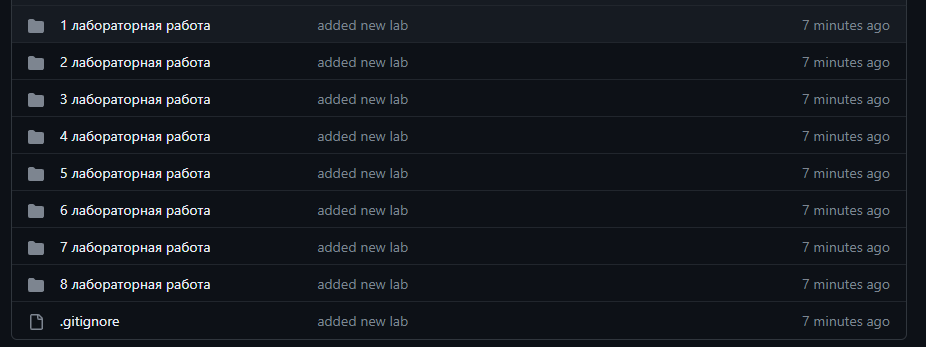 1 лабораторная работа added new lab 7 minutes ago
2 лабораторная работа added new lab 7 minutes ago
3 лабораторная работа added new lab 7 minutes ago
4 лабораторная работа added new lab 7 minutes ago
5 лабораторная работа added new lab 7 minutes ago
6 лабораторная работа added new lab 7 minutes ago
7 лабораторная работа added new lab 7 minutes ago
8 лабораторная работа added new lab 7 minutes ago
.gitignore added new lab 7 minutes ago